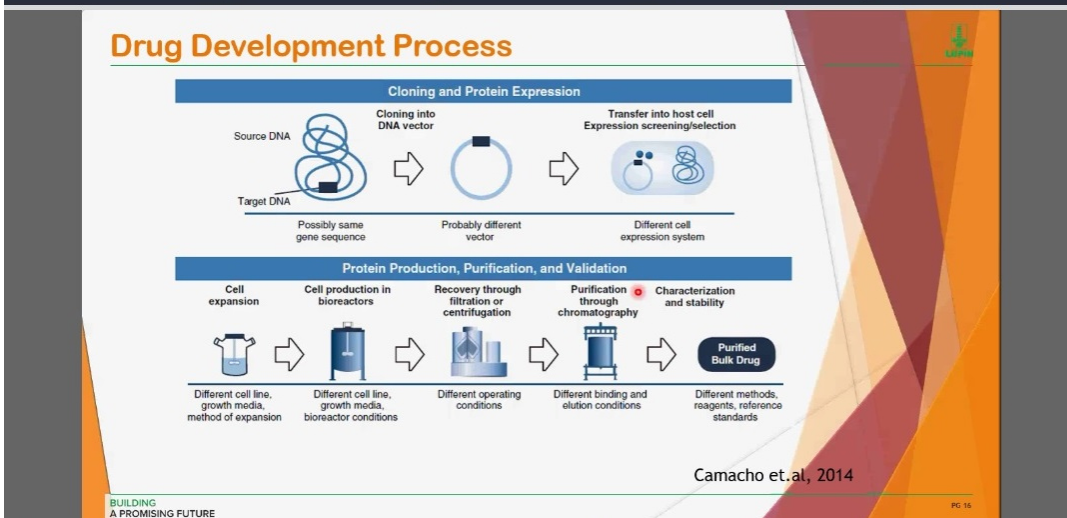 Drug Development Process
LUPIN
Cloning and Protein Expression
Source DNA
Target DNA
Cloning into
DNA vector
Transfer into host cell
Expression screening/selection
Possibly same
gene sequence
Probably different
vector
Different cell
expression system
Protein Production, Purification, and Validation
Cell
expansion
Cell production in
bioreactors
Recovery through
filtration or
centrifugation
Purification
through
chromatography
Characterization
and stability
Purified
Bulk Drug
Different cell line,
growth media,
method of expansion
Different cell line,
growth media,
bioreactor conditions
Different operating
conditions
Different binding and
elution conditions
Different methods,
reagents, reference
standards
Camacho et.al, 2014
BUILDING
A PROMISING FUTURE
PG 15